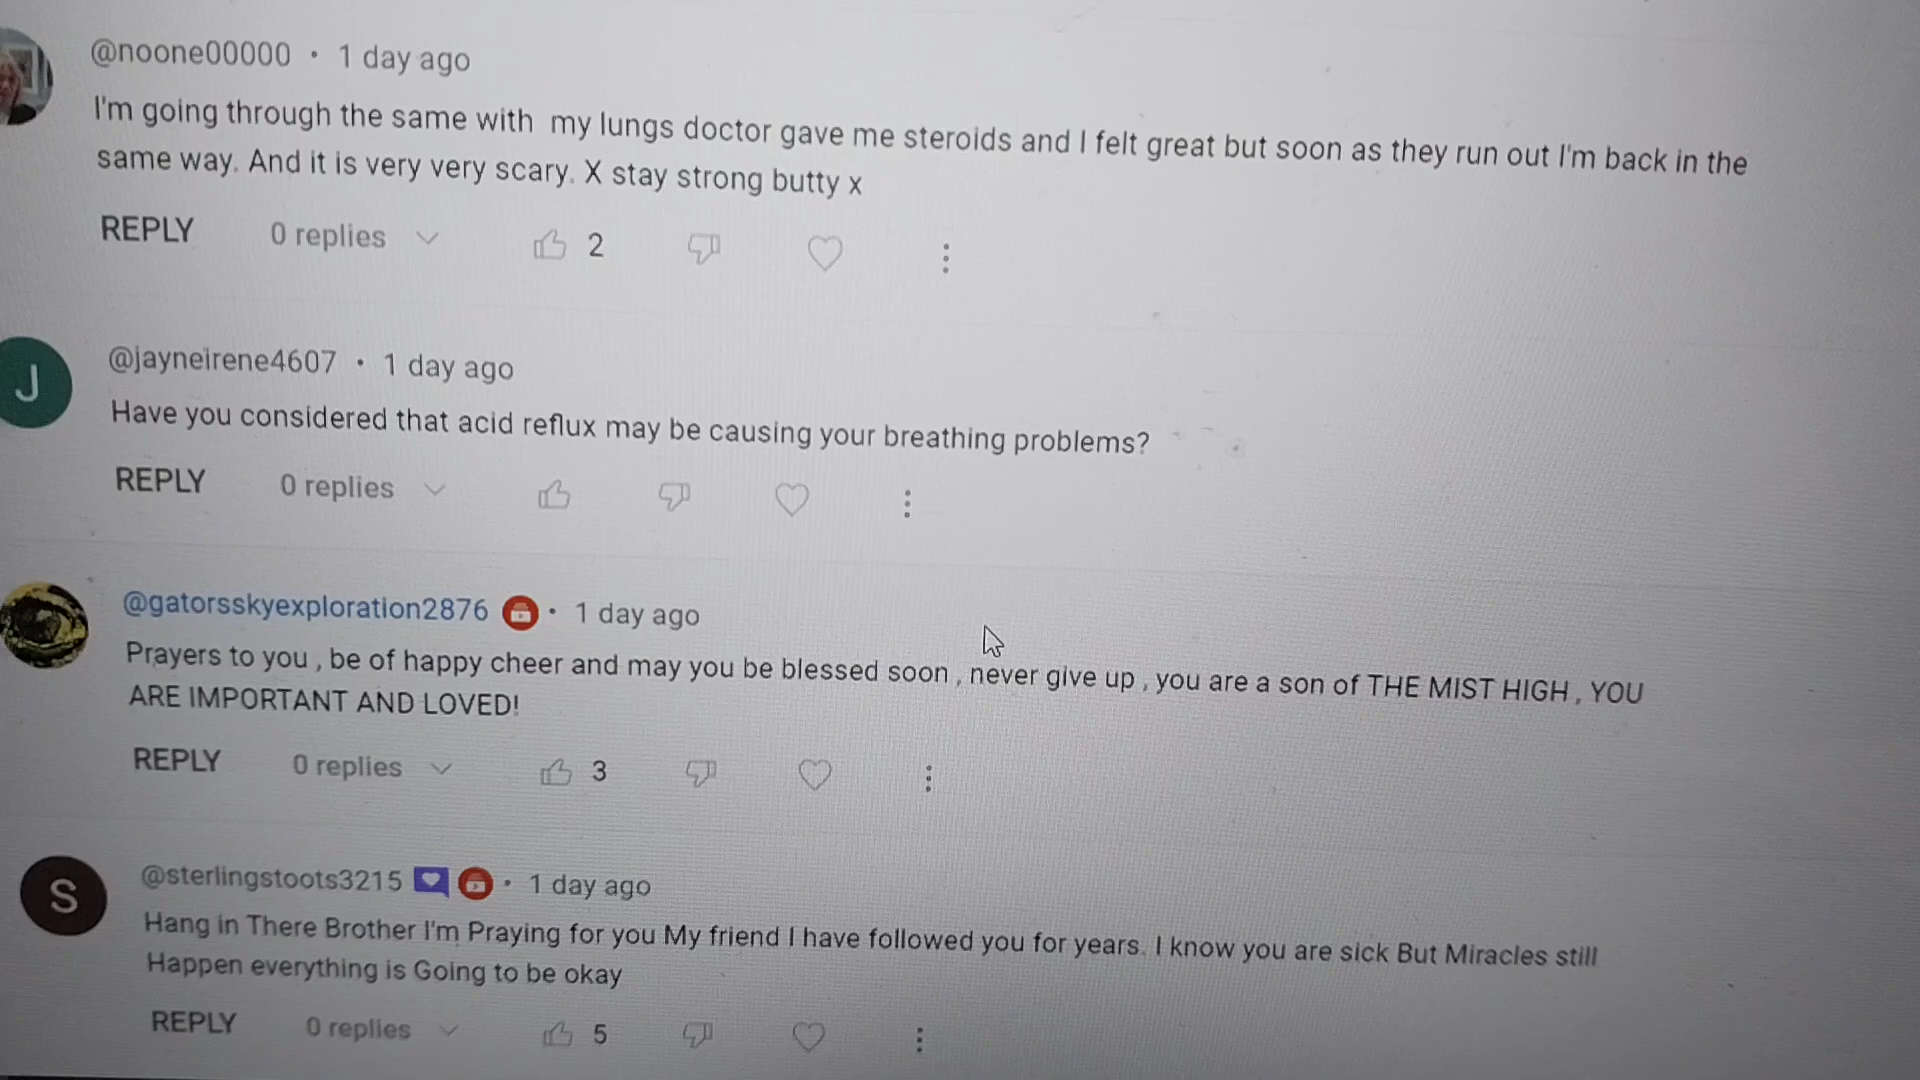 @noone00000 • 1 day ago
I'm going through the same with my lungs doctor gave me steroids and I felt great but soon as they run out I'm back in the
same way. And it is very very scary. X stay strong butty x
REPLY 0 replies 2
J
@jayneirene4607 • 1 day ago
Have you considered that acid reflux may be causing your breathing problems?
REPLY 0 replies
@gatorsskyexploration2876 • 1 day ago
Prayers to you , be of happy cheer and may you be blessed soon , never give up , you are a son of THE MIST HIGH , YOU
ARE IMPORTANT AND LOVED!
REPLY 0 replies 3
S
@sterlingstoots3215 • 1 day ago
Hang in There Brother I'm Praying for you My friend I have followed you for years. I know you are sick But Miracles still
Happen everything is Going to be okay
REPLY 0 replies 5